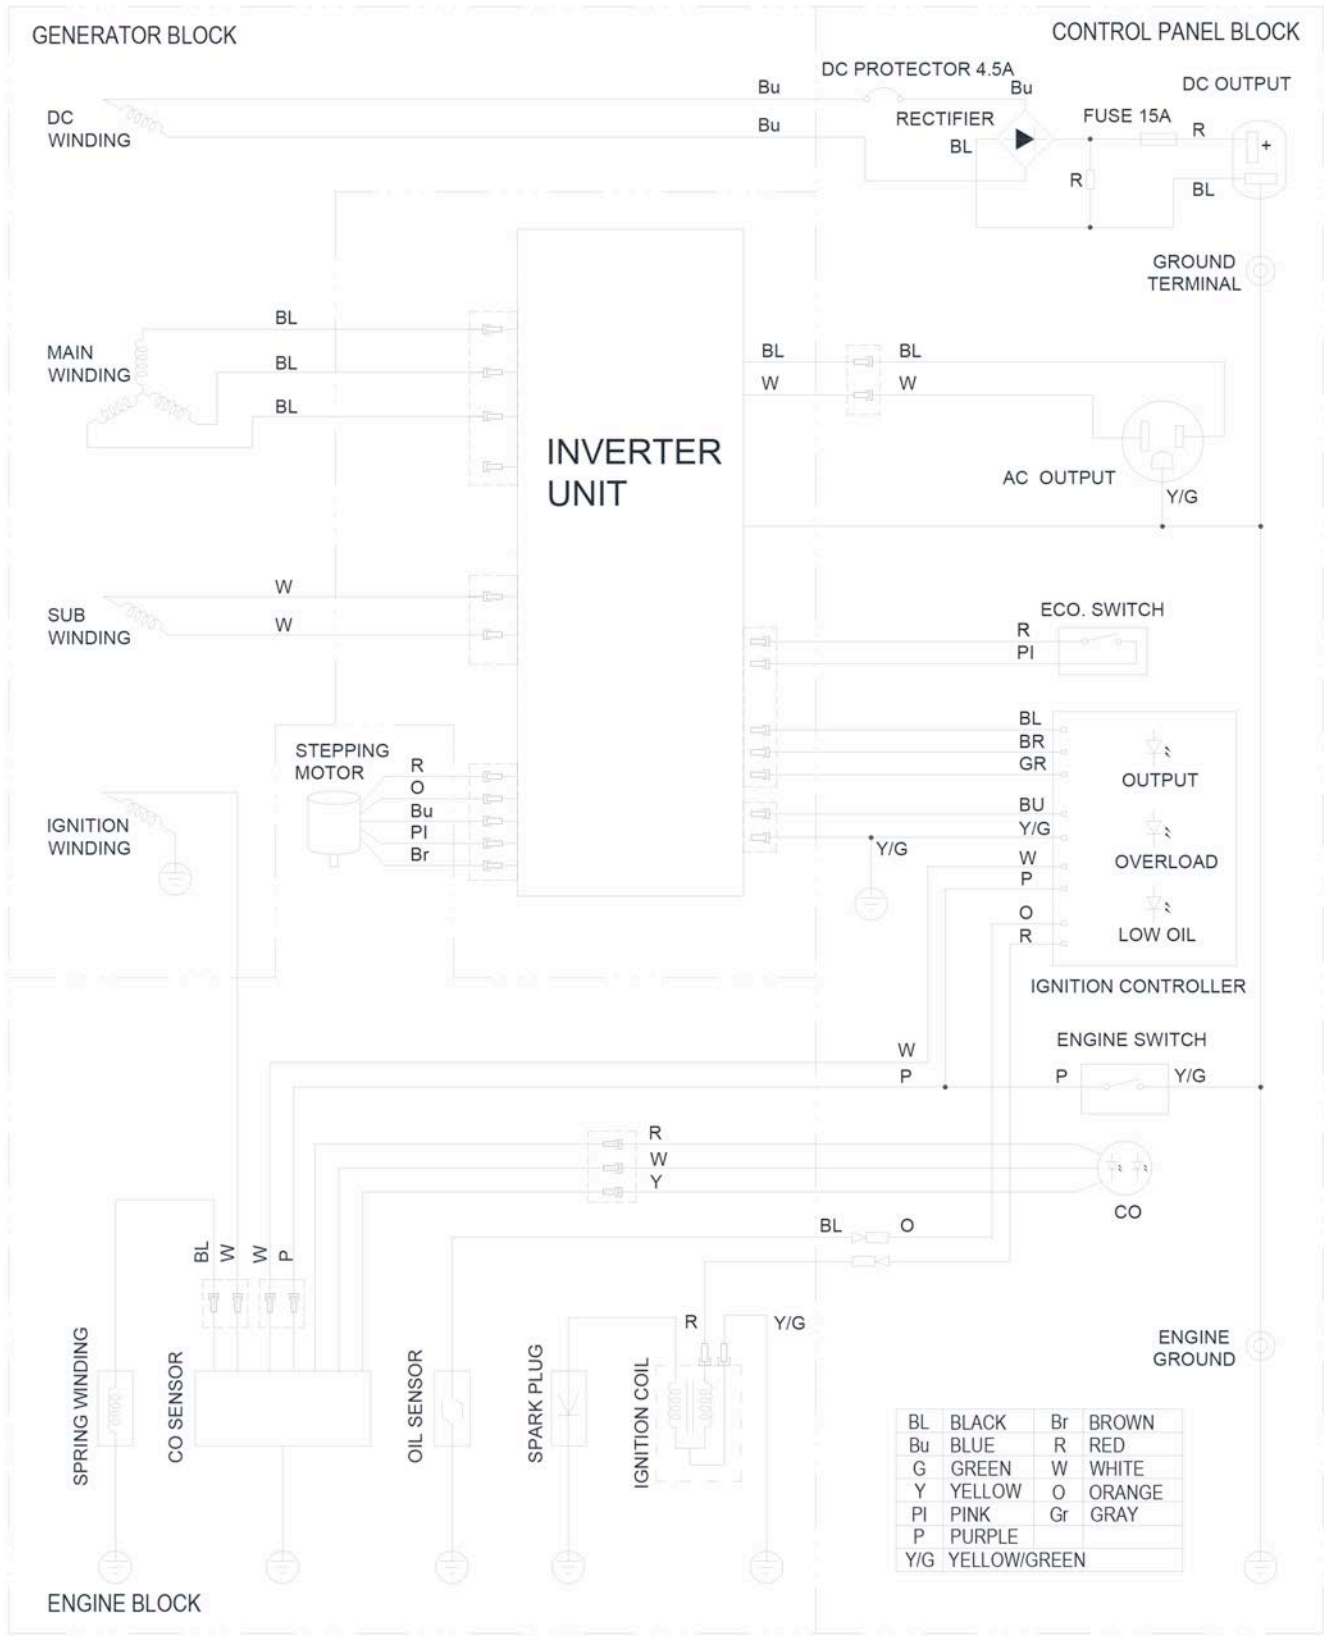 GENERATOR BLOCK
CONTROL PANEL BLOCK
DC PROTECTOR 4.5A
DC OUTPUT
Bu
Bu
DC
WINDING
Bu
RECTIFIER
BL
FUSE 15A
R
+
R
BL
GROUND
TERMINAL
MAIN
WINDING
BL
BL
BL
INVERTER
UNIT
BL
W
BL
W
AC OUTPUT
Y/G
SUB
WINDING
W
W
ECO. SWITCH
R
PI
STEPPING
MOTOR
R
O
Bu
PI
Br
IGNITION
WINDING
BL
BR
GR
BU
Y/G
Y/G
W
P
O
R
OUTPUT
OVERLOAD
LOW OIL
IGNITION CONTROLLER
ENGINE SWITCH
W
P
P
Y/G
R
W
Y
CO
BL
O
BL
W
W
P
R
Y/G
SPRING WINDING
CO SENSOR
OIL SENSOR
SPARK PLUG
IGNITION COIL
ENGINE
GROUND
BL BLACK Br BROWN
Bu BLUE R RED
G GREEN W WHITE
Y YELLOW O ORANGE
PI PINK Gr GRAY
P PURPLE
Y/G YELLOW/GREEN
ENGINE BLOCK